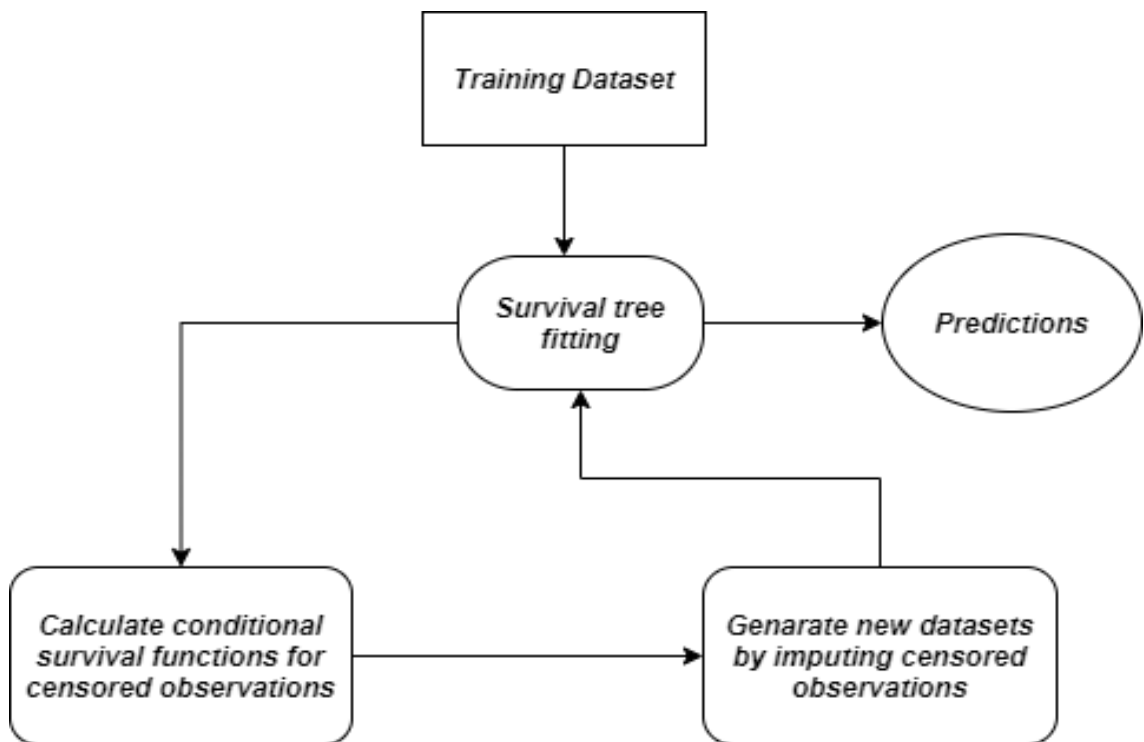 Training Dataset
Survival tree
fitting
Predictions
Calculate conditional
survival functions for
censored observations
Genarate new datasets
by imputing censored
observations